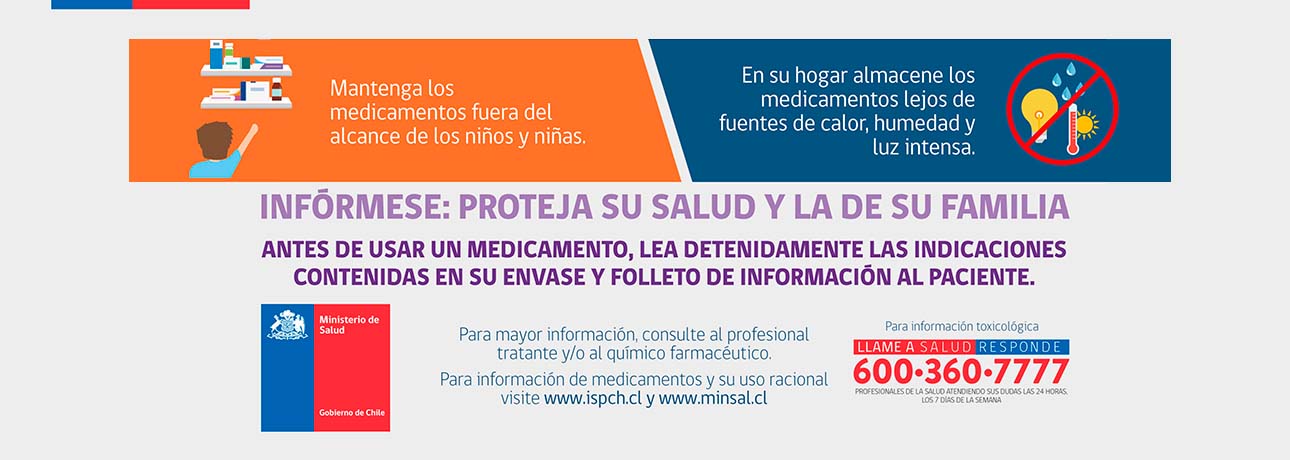 Mantenga los
medicamentos fuera del
alcance de los niños y niñas.
En su hogar almacene los
medicamentos lejos de
fuentes de calor, humedad y
luz intensa.
INFÓRMESE: PROTEJA SU SALUD Y LA DE SU FAMILIA
ANTES DE USAR UN MEDICAMENTO, LEA DETENIDAMENTE LAS INDICACIONES
CONTENIDAS EN SU ENVASE Y FOLLETO DE INFORMACIÓN AL PACIENTE.
Ministerio de
Salud
Gobierno de Chile
Para mayor información, consulte al profesional
tratante y/o al químico farmacéutico.
Para información de medicamentos y su uso racional
visite www.ispch.cl y www.minsal.cl
Para información toxicológica
LLAME A SALUD RESPONDE
600•360•7777
PROFESIONALES DE LA SALUD ATENDIENDO SUS DUDAS LAS 24 HORAS,
LOS 7 DÍAS DE LA SEMANA